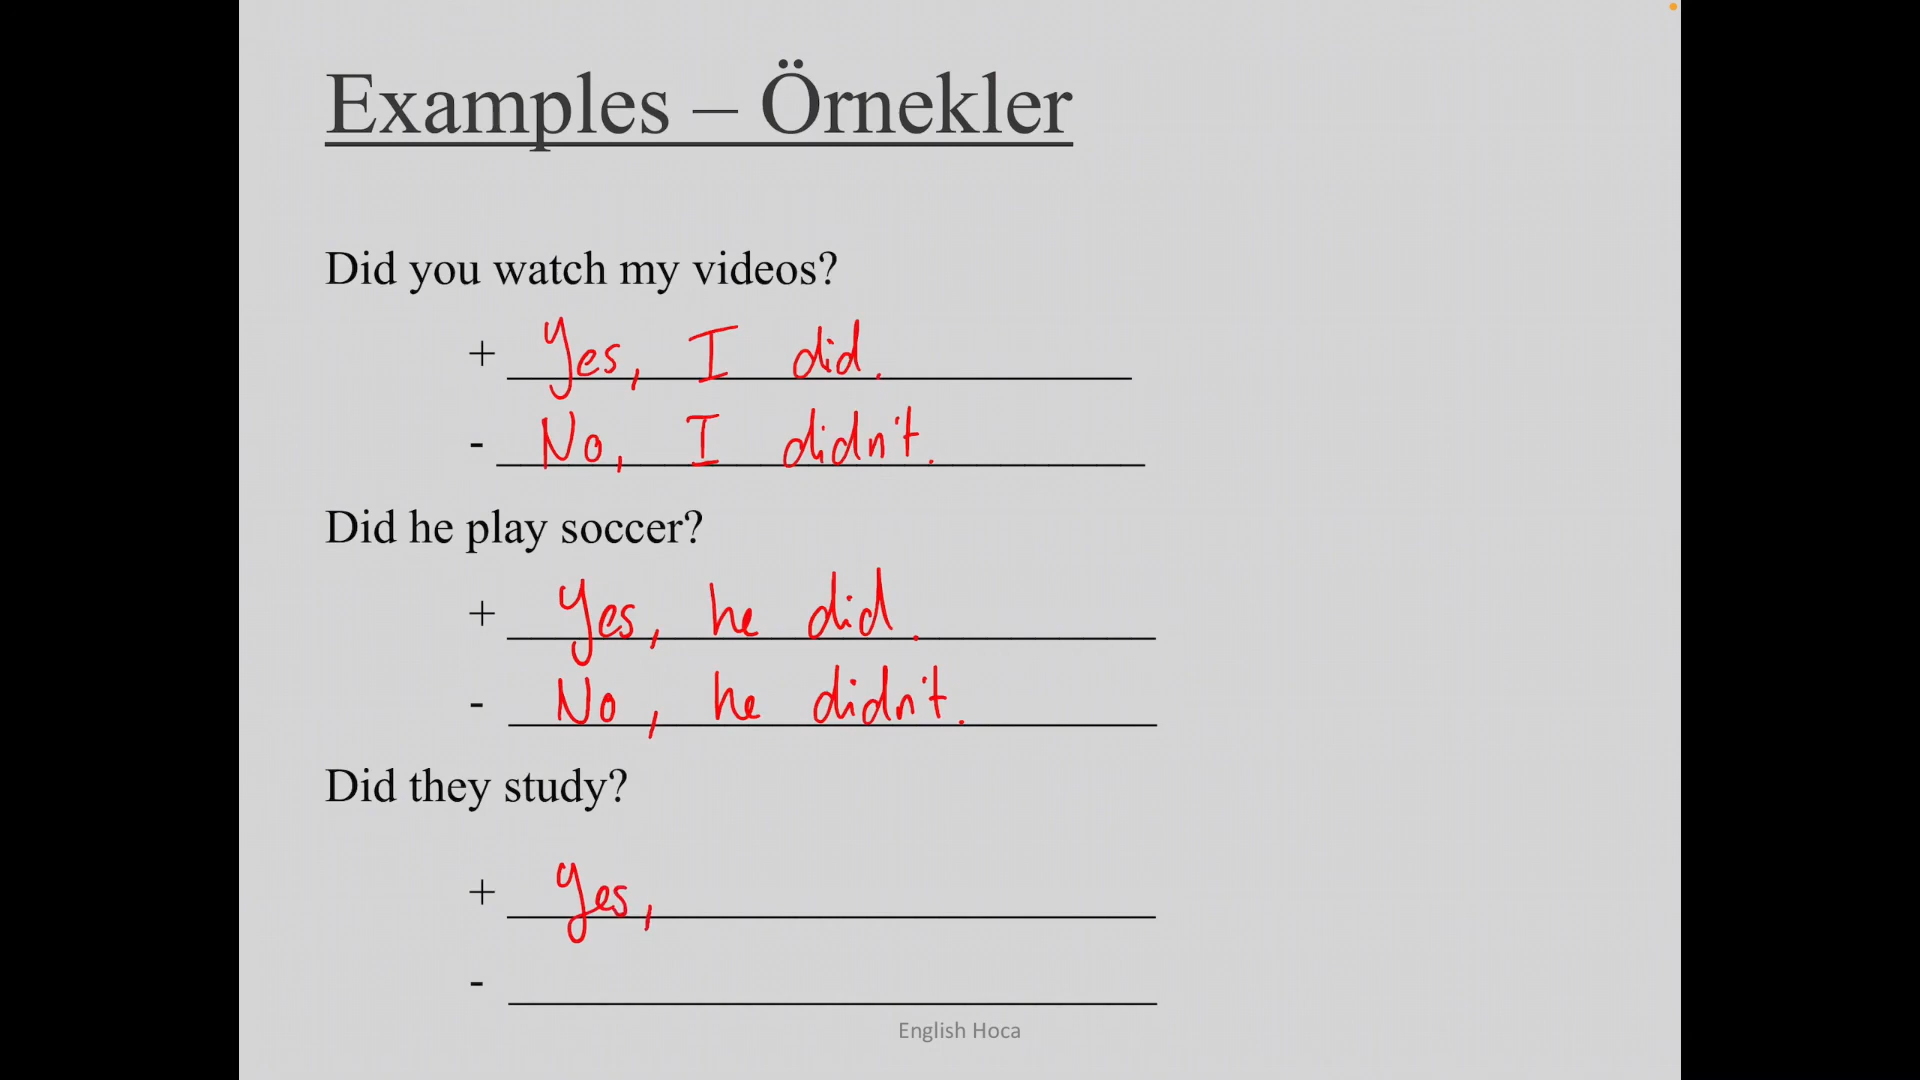 Examples – Örnekler
Did you watch my videos?
+ Yes, I did.
- No, I didn't.
Did he play soccer?
+ Yes, he did.
- No, he didn't.
Did they study?
+ Yes,
-
English Hoca